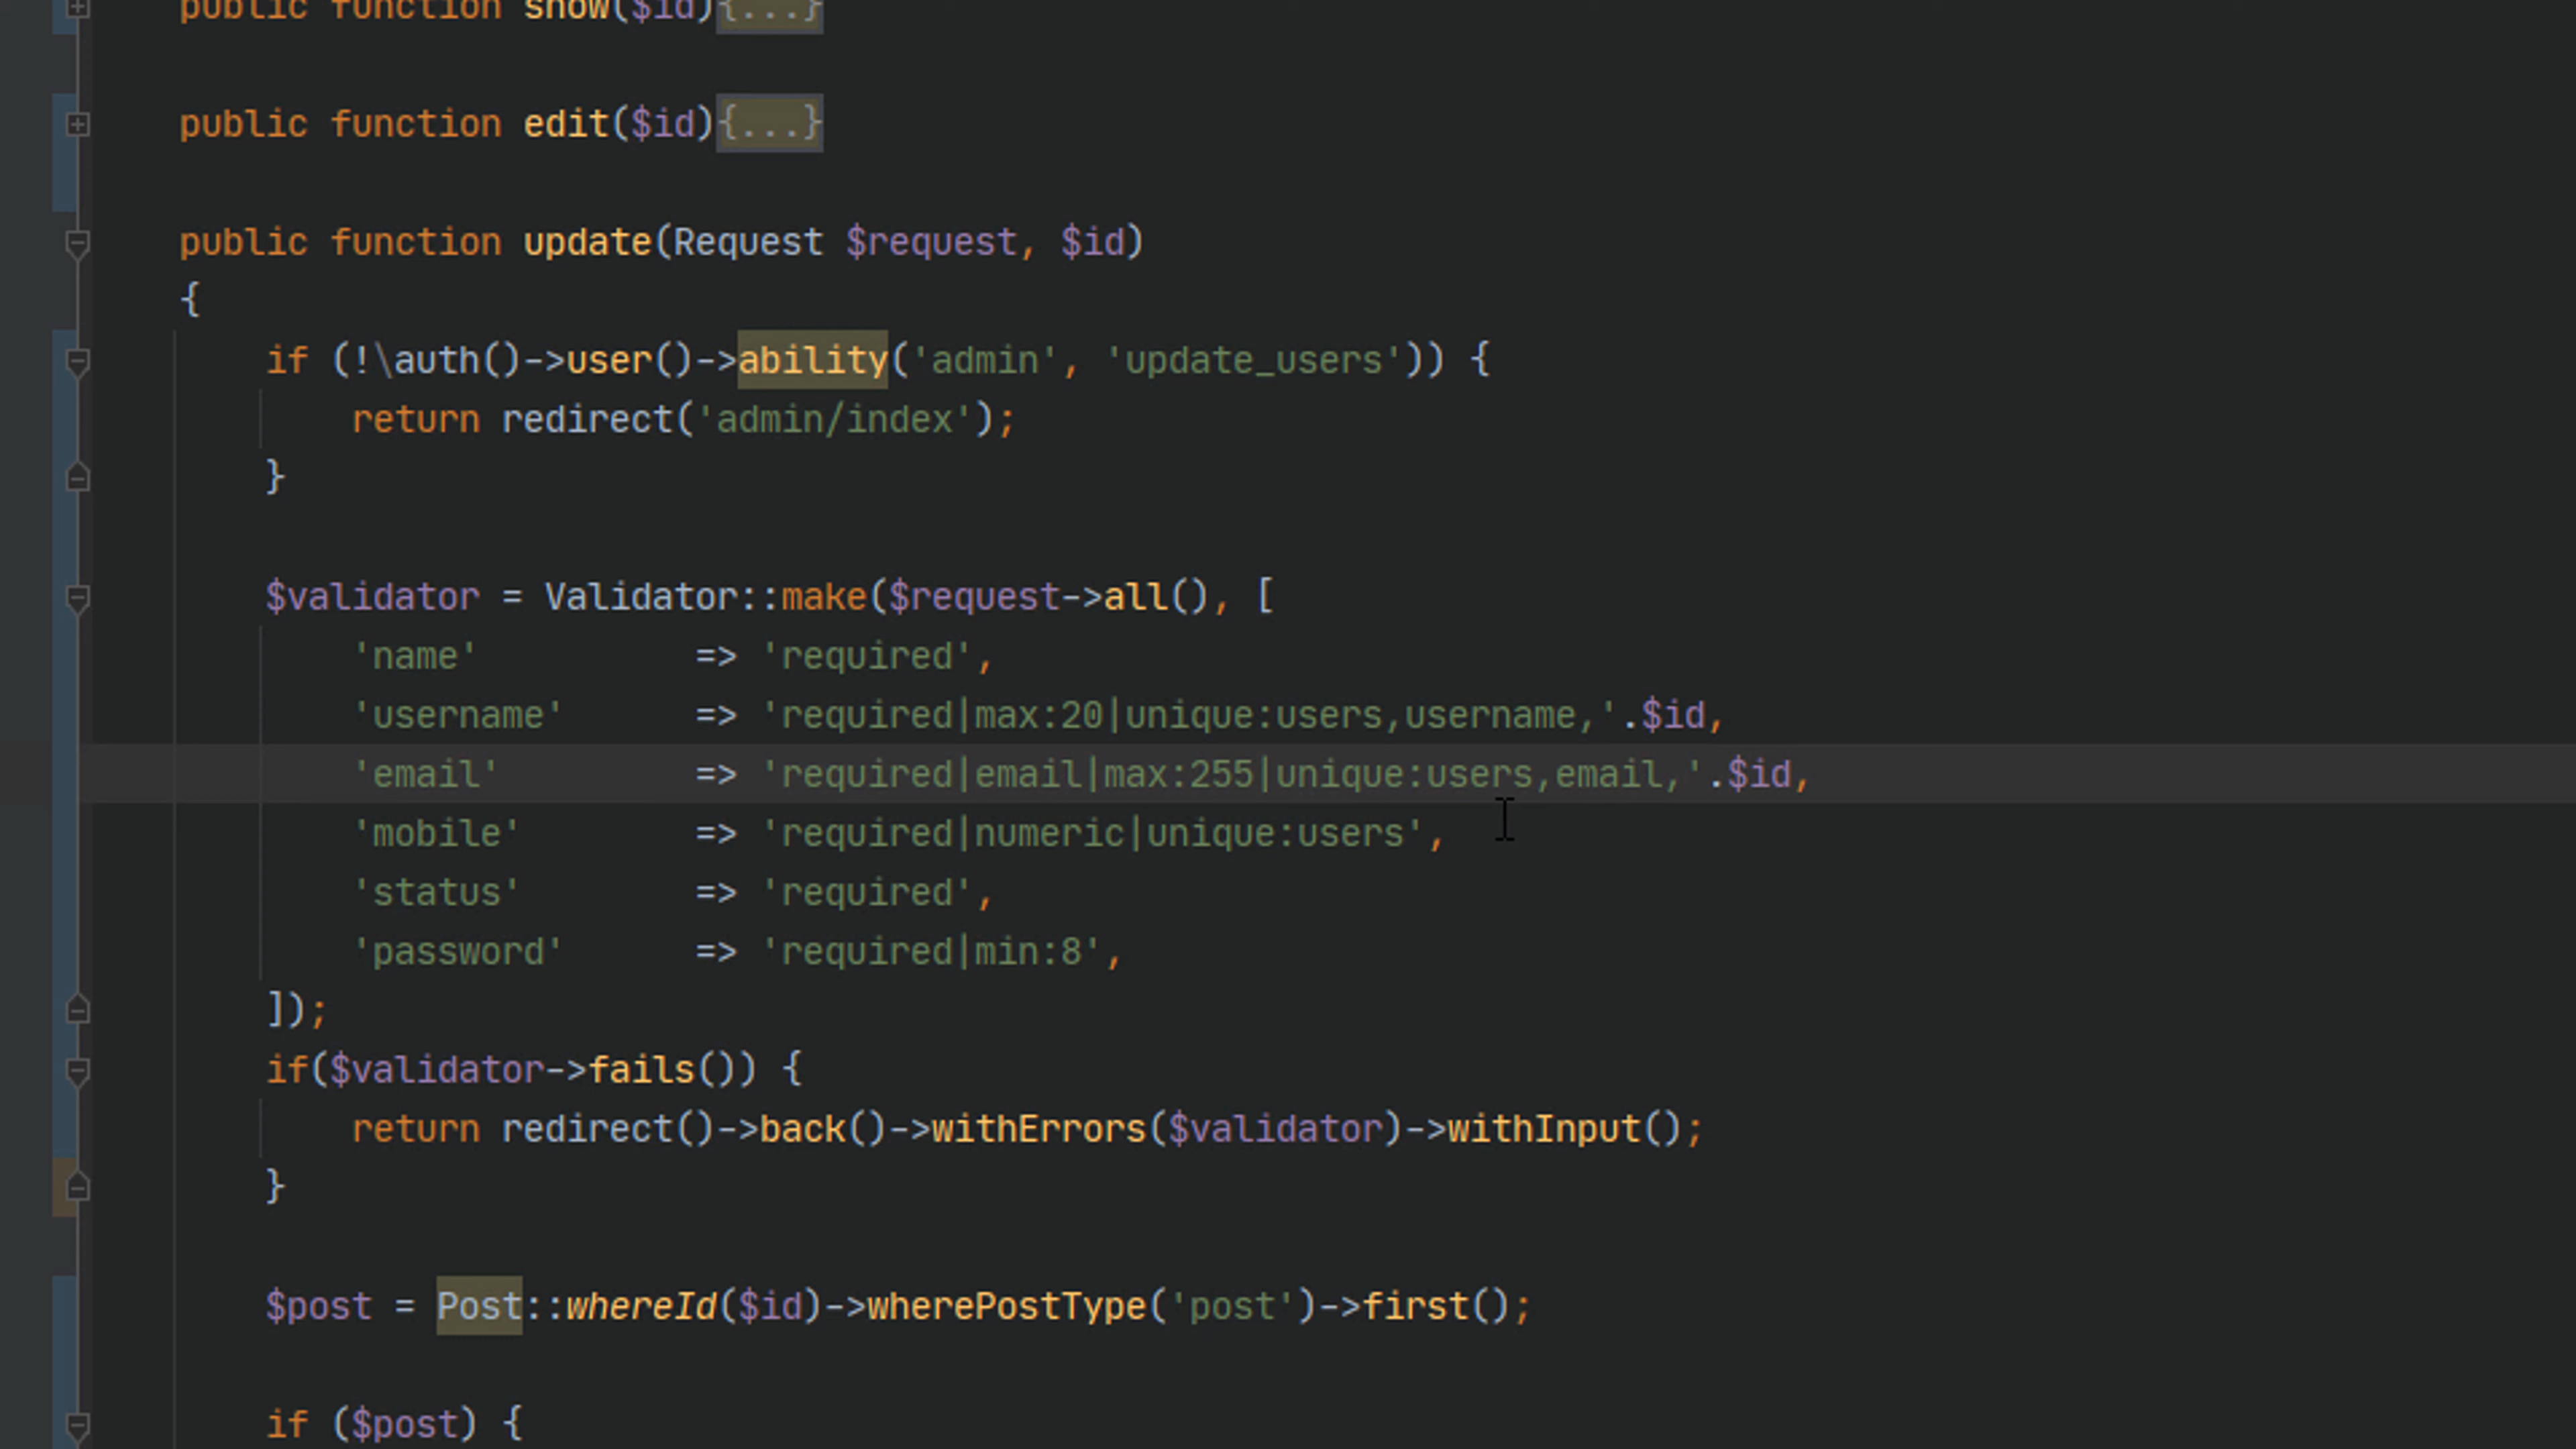 public function show($id){...}
public function edit($id){...}
public function update(Request $request, $id)
{
if (!\auth()->user()->ability('admin', 'update_users')) {
return redirect('admin/index');
}
$validator = Validator::make($request->all(), [
'name' => 'required',
'username' => 'required|max:20|unique:users,username,'.$id,
'email' => 'required|email|max:255|unique:users,email,'.$id,
'mobile' => 'required|numeric|unique:users',
'status' => 'required',
'password' => 'required|min:8',
]);
if($validator->fails()) {
return redirect()->back()->withErrors($validator)->withInput();
}
$post = Post::whereId($id)->wherePostType('post')->first();
if ($post) {